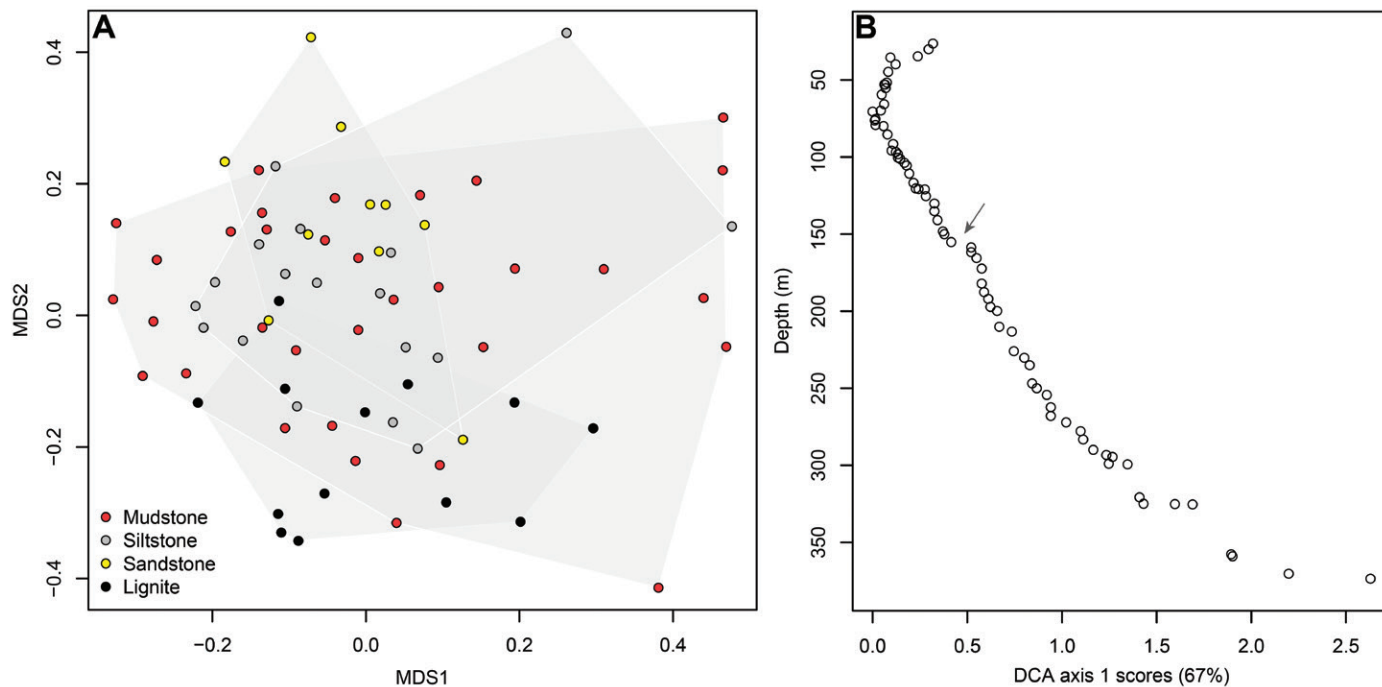 A
MDS2
0.4
0.2
0.0
−0.2
−0.4
Mudstone
Siltstone
Sandstone
Lignite
−0.2
0.0
0.2
0.4
MDS1
B
Depth (m)
50
100
150
200
250
300
350
0.0
0.5
1.0
1.5
2.0
2.5
DCA axis 1 scores (67%)